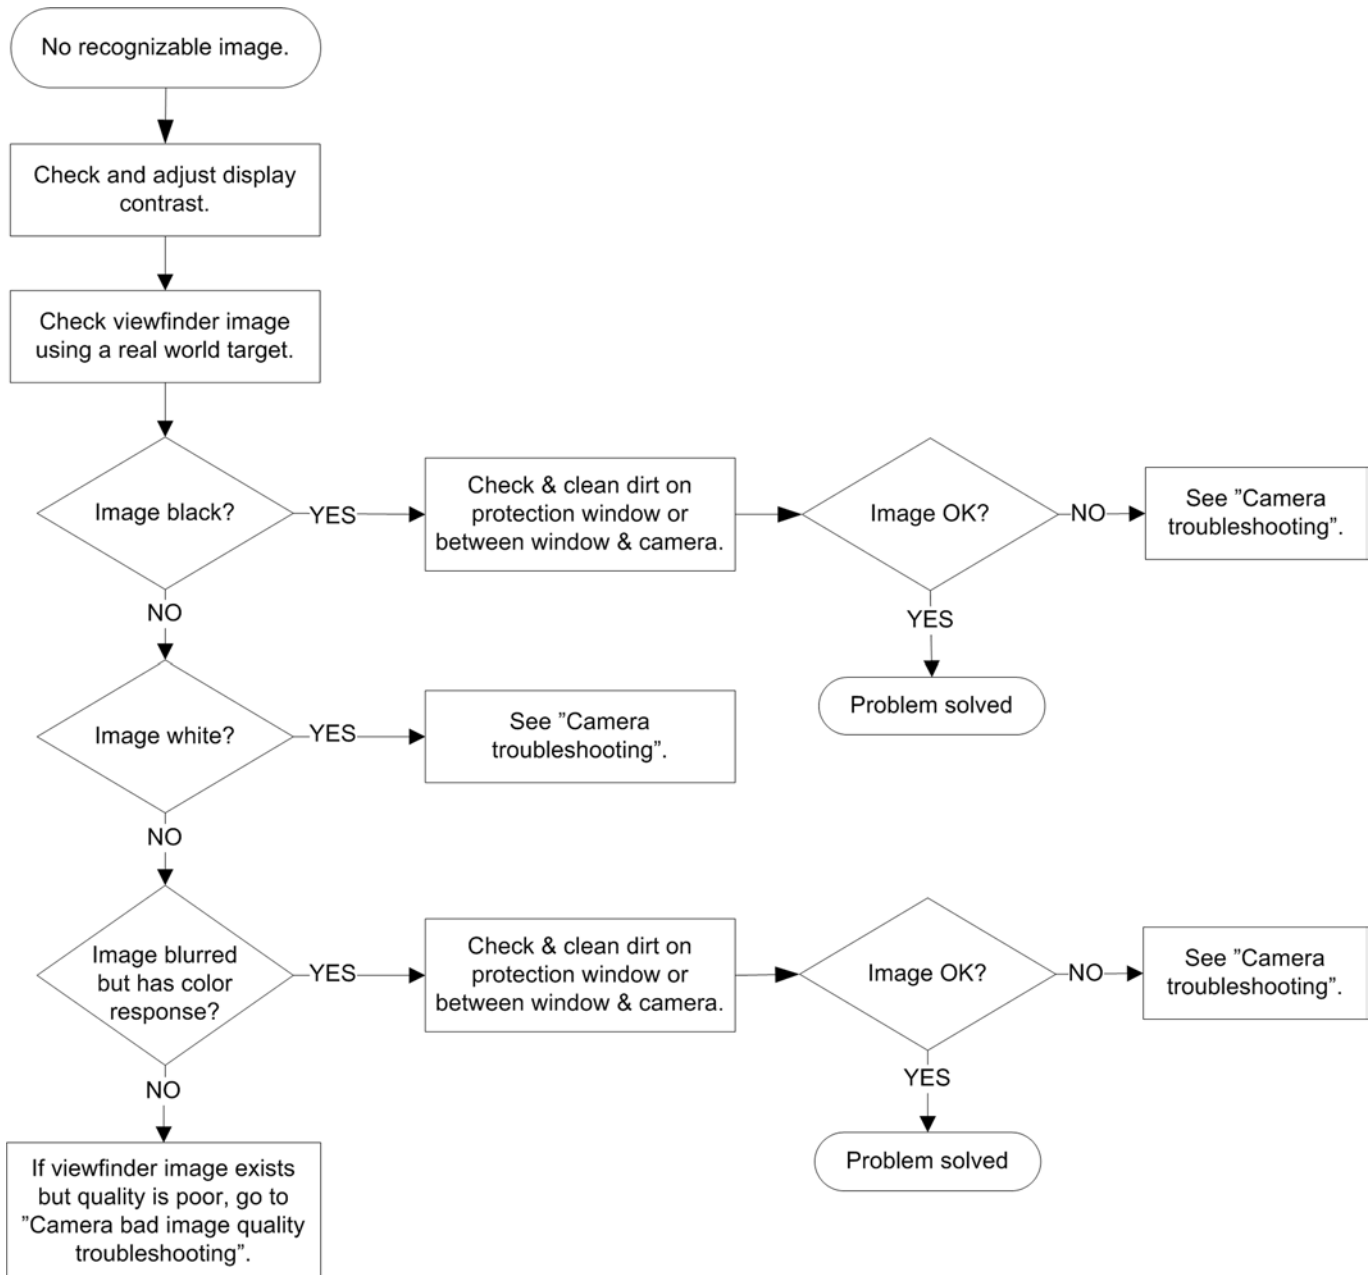 No recognizable image.
Check and adjust display
contrast.
Check viewfinder image
using a real world target.
Image black?
YES
Check & clean dirt on
protection window or
between window & camera.
Image OK?
NO
See ”Camera
troubleshooting”.
YES
Problem solved
NO
Image white?
YES
See ”Camera
troubleshooting”.
NO
Image blurred
but has color
response?
YES
Check & clean dirt on
protection window or
between window & camera.
Image OK?
NO
See ”Camera
troubleshooting”.
YES
Problem solved
NO
If viewfinder image exists
but quality is poor, go to
”Camera bad image quality
troubleshooting”.